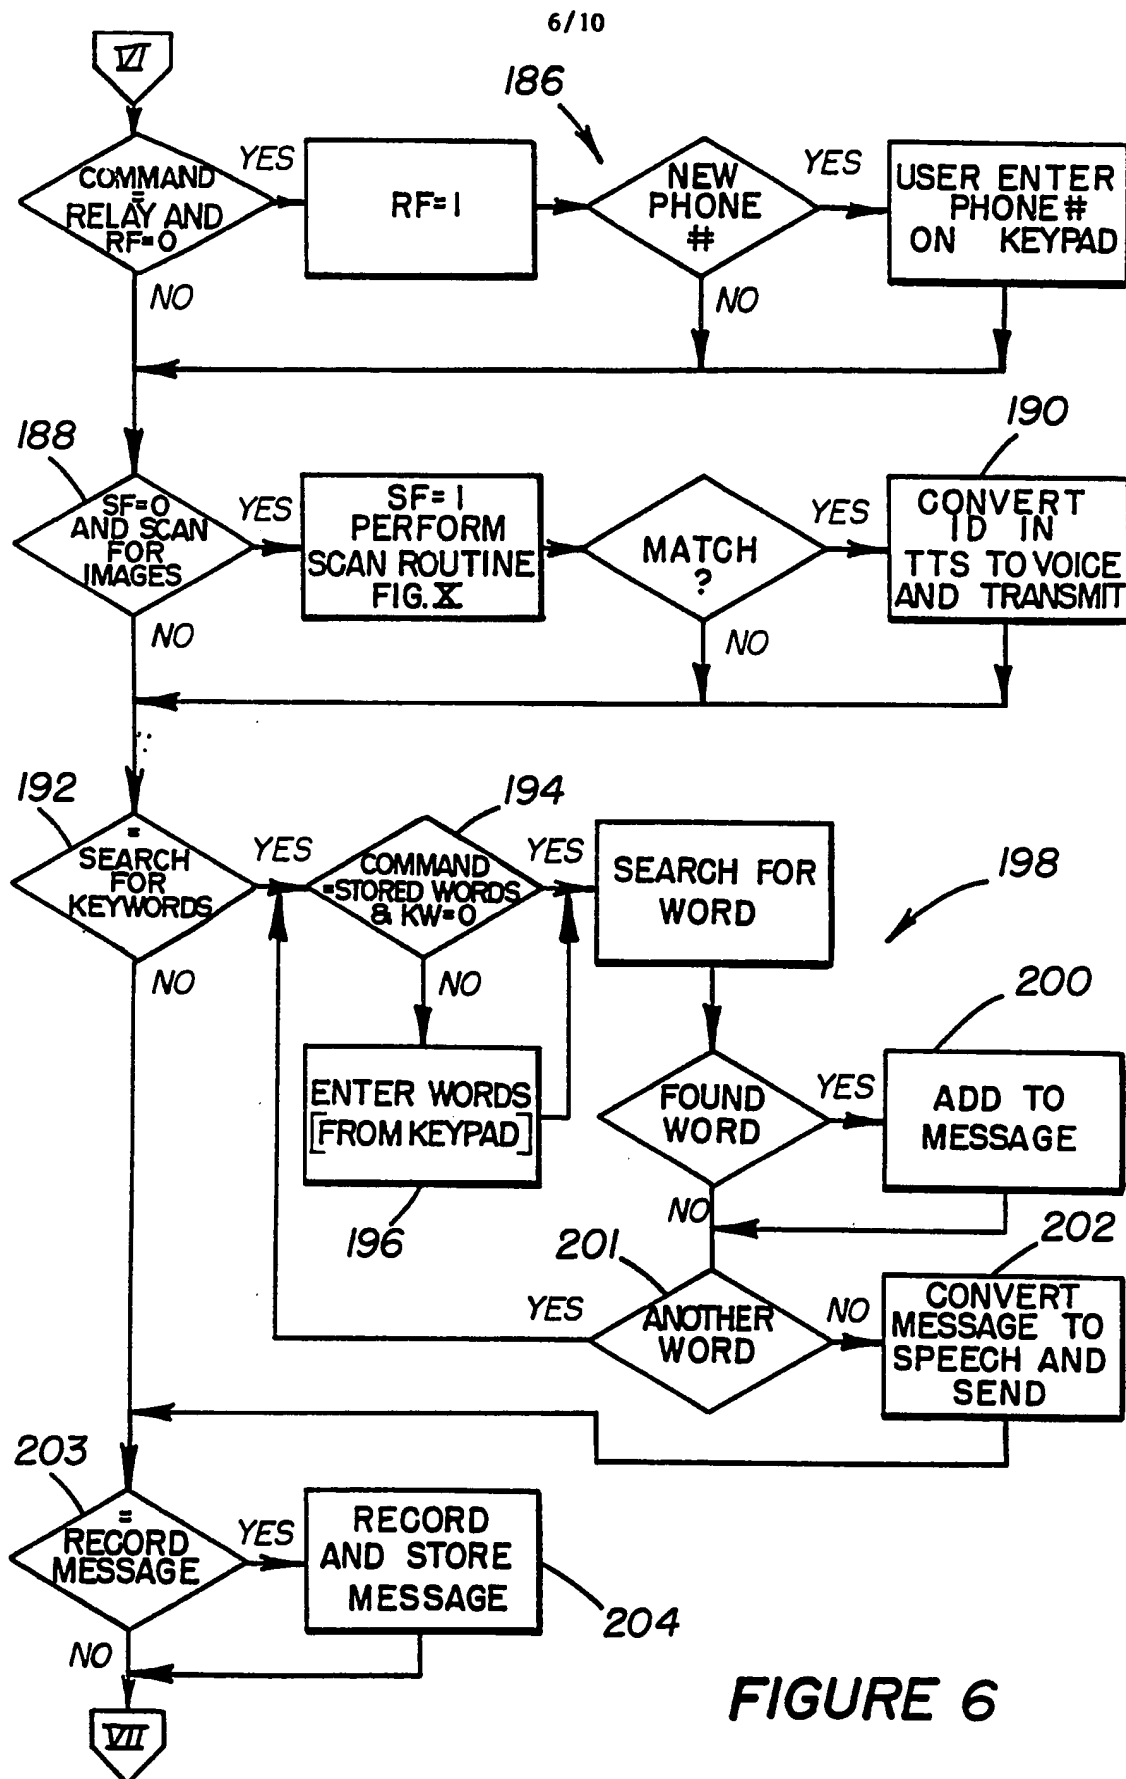 6/10
VI
186
COMMAND
=
RELAY AND
RF=0
YES
RF=1
NEW
PHONE
#
YES
USER ENTER
PHONE #
ON KEYPAD
NO
NO
188
190
SF=0
AND SCAN
FOR
IMAGES
YES
SF=1
PERFORM
SCAN ROUTINE
FIG. X
MATCH
?
YES
CONVERT
ID IN
TTS TO VOICE
AND TRANSMIT
NO
NO
192
194
=
SEARCH
FOR
KEYWORDS
YES
COMMAND
=STORED WORDS
& KW=0
YES
SEARCH FOR
WORD
198
NO
NO
200
ENTER WORDS
[FROM KEYPAD]
FOUND
WORD
YES
ADD TO
MESSAGE
196
NO
201
202
YES
ANOTHER
WORD
NO
CONVERT
MESSAGE TO
SPEECH AND
SEND
203
=
RECORD
MESSAGE
YES
RECORD
AND STORE
MESSAGE
204
NO
VII
FIGURE 6